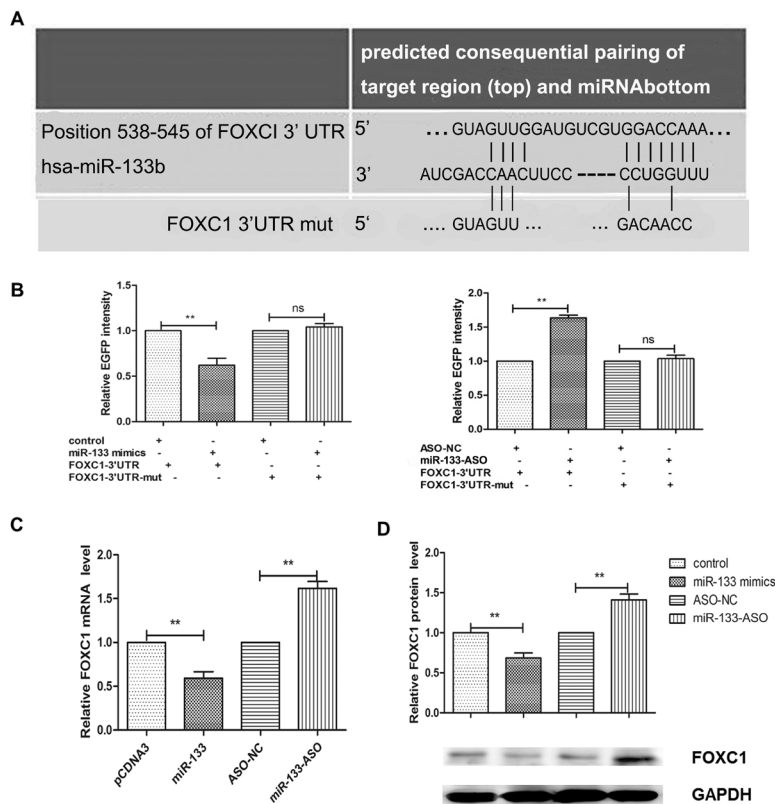 A
predicted consequential pairing of
target region (top) and miRNAbottom
Position 538-545 of FOXCI 3' UTR 5' ...GUAGUUGGAUGUCGUGGACCAAA...
hsa-miR-133b 3' AUCGACCAACUUCC ----CCUGGUUU
FOXC1 3'UTR mut 5' .... GUAGUU ... ... GACAACC
B
Relative EGFP intensity
1.5
1.0
0.5
0.0
**
ns
control + - + -
miR-133 mimics - + - +
FOXC1-3'UTR + + - -
FOXC1-3'UTR-mut - - + +
Relative EGFP intensity
2.0
1.5
1.0
0.5
0.0
**
ns
ASO-NC + - + -
miR-133-ASO - + - +
FOXC1-3'UTR + + - -
FOXC1-3'UTR-mut - - + +
C
Relative FOXC1 mRNA level
2.0
1.5
1.0
0.5
0.0
**
**
pCDNA3
miR-133
ASO-NC
miR-133-ASO
D
Relative FOXC1 protein level
2.0
1.5
1.0
0.5
0.0
**
**
control
miR-133 mimics
ASO-NC
miR-133-ASO
FOXC1
GAPDH